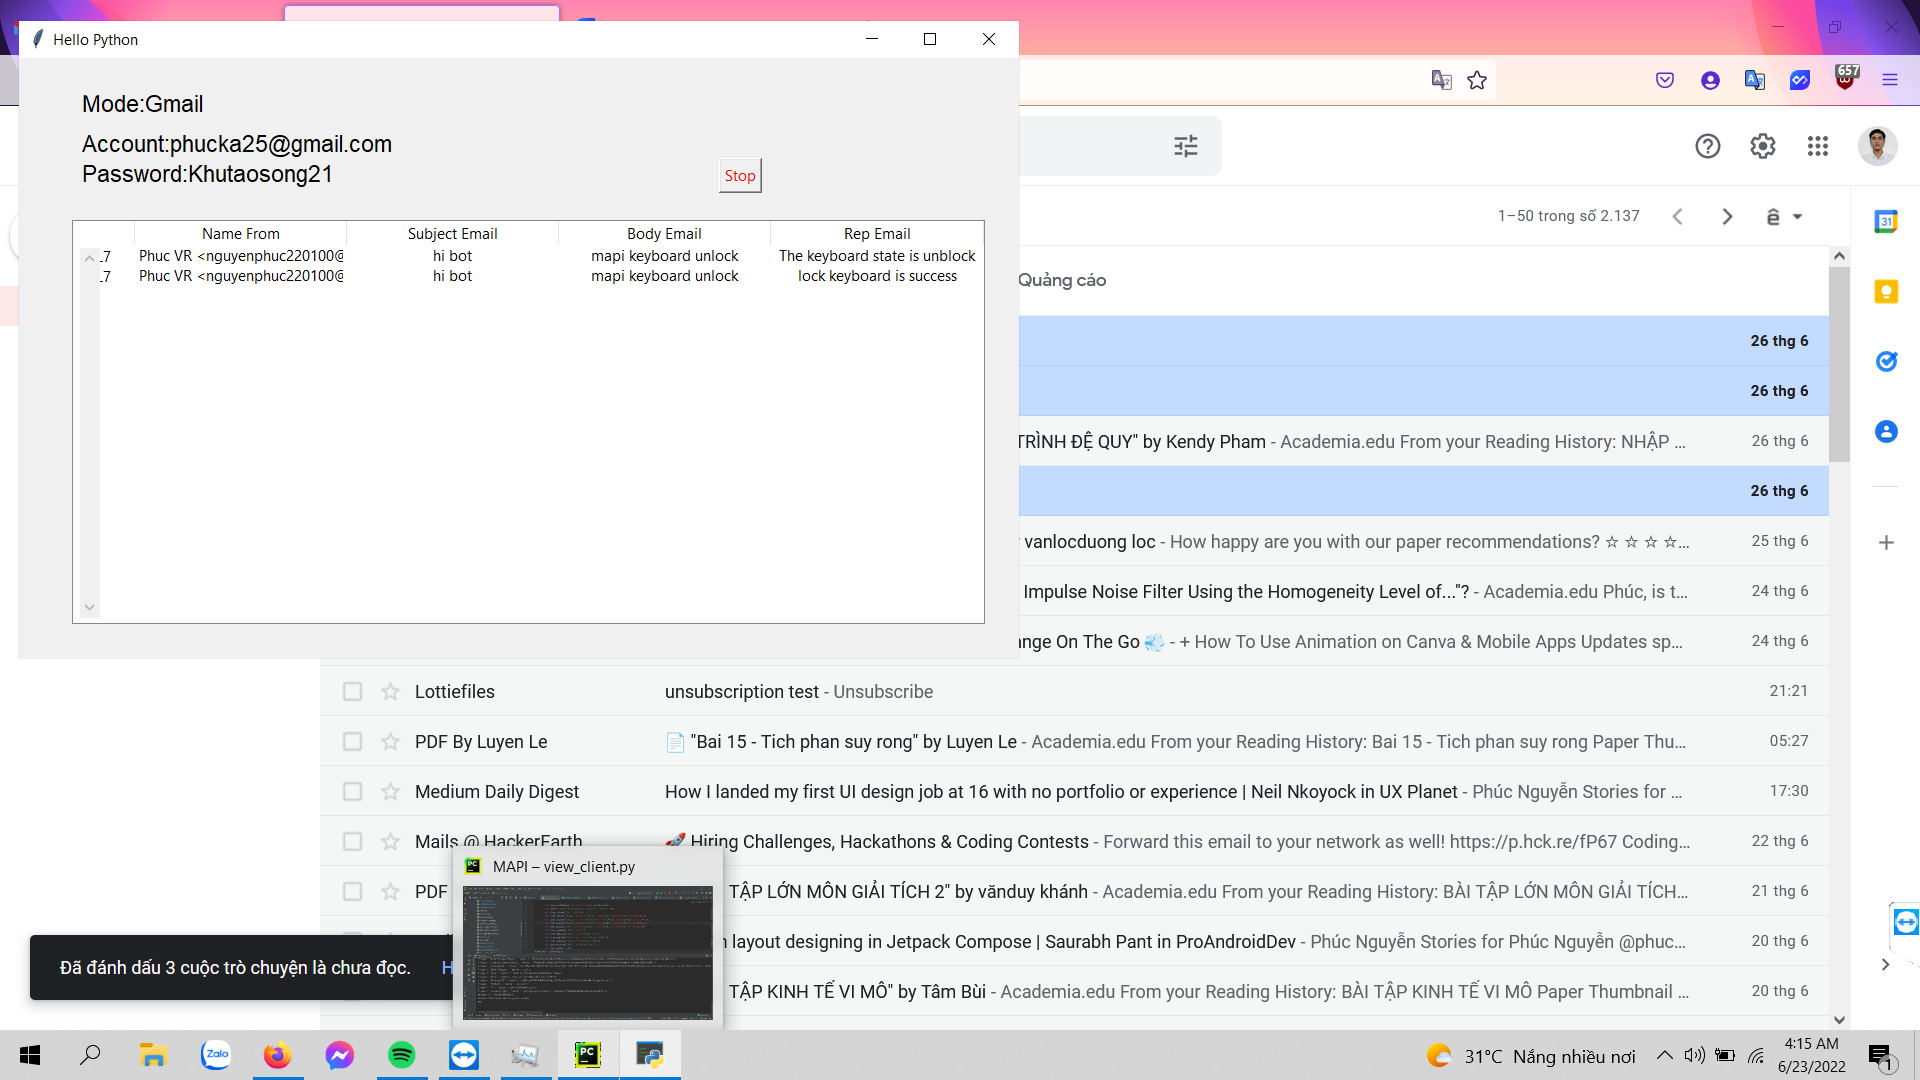 Hello Python
657
Mode:Gmail
Account:phucka25@gmail.com
Password:Khutaosong21
Stop
Name From Subject Email Body Email Rep Email
17 Phuc VR <nguyenphuc220100@ hi bot mapi keyboard unlock The keyboard state is unblock
17 Phuc VR <nguyenphuc220100@ hi bot mapi keyboard unlock lock keyboard is success
1–50 trong số 2.137
ê
31
Quảng cáo
26 thg 6
26 thg 6
TRÌNH ĐỆ QUY" by Kendy Pham - Academia.edu From your Reading History: NHẬP ... 26 thg 6
26 thg 6
vanlocduong loc - How happy are you with our paper recommendations? ☆ ☆ ☆ ☆... 25 thg 6
Impulse Noise Filter Using the Homogeneity Level of..."? - Academia.edu Phúc, is t... 24 thg 6
ange On The Go 💨 - + How To Use Animation on Canva & Mobile Apps Updates sp... 24 thg 6
Lottiefiles unsubscription test - Unsubscribe 21:21
PDF By Luyen Le 📄 "Bai 15 - Tich phan suy rong" by Luyen Le - Academia.edu From your Reading History: Bai 15 - Tich phan suy rong Paper Thu... 05:27
Medium Daily Digest How I landed my first UI design job at 16 with no portfolio or experience | Neil Nkoyock in UX Planet - Phúc Nguyễn Stories for ... 17:30
Mails @ HackerEarth 🚀 Hiring Challenges, Hackathons & Coding Contests - Forward this email to your network as well! https://p.hck.re/fP67 Coding... 22 thg 6
MAPI – view_client.py
PDF TẬP LỚN MÔN GIẢI TÍCH 2" by vănduy khánh - Academia.edu From your Reading History: BÀI TẬP LỚN MÔN GIẢI TÍCH... 21 thg 6
layout designing in Jetpack Compose | Saurabh Pant in ProAndroidDev - Phúc Nguyễn Stories for Phúc Nguyễn @phuc... 20 thg 6
Đã đánh dấu 3 cuộc trò chuyện là chưa đọc. H
TẬP KINH TẾ VI MÔ" by Tâm Bùi - Academia.edu From your Reading History: BÀI TẬP KINH TẾ VI MÔ Paper Thumbnail ... 20 thg 6
Zalo
PC
31°C Nắng nhiều nơi
4:15 AM
6/23/2022
1